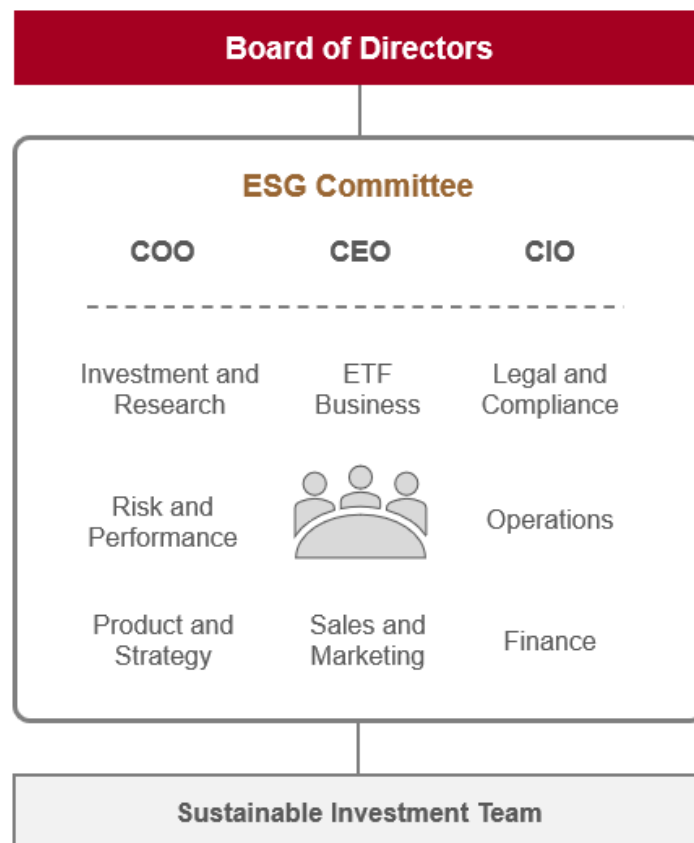 Board of Directors
ESG Committee
COO
CEO
CIO
Investment and
Research
ETF
Business
Legal and
Compliance
Risk and
Performance
Operations
Product and
Strategy
Sales and
Marketing
Finance
Sustainable Investment Team